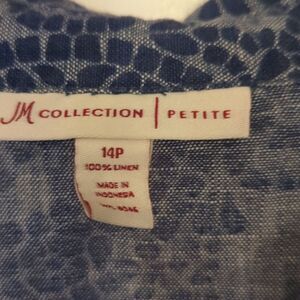 JM COLLECTION | PETITE
14P
100% LINEN
MADE IN
INDONESIA